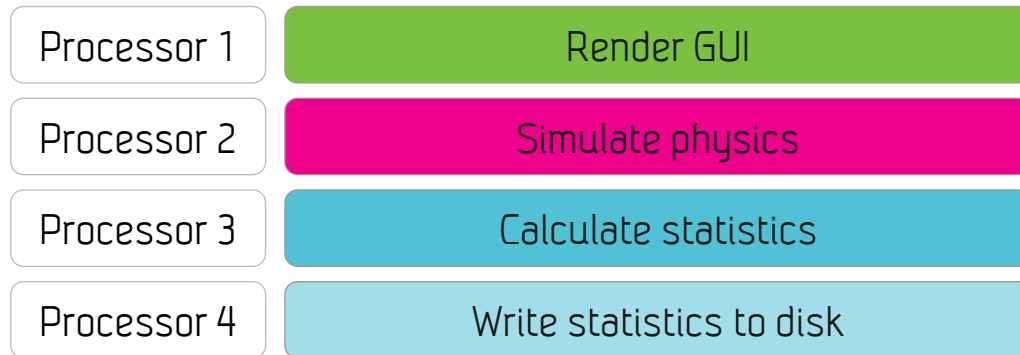 Processor 1 Render GUI
Processor 2 Simulate physics
Processor 3 Calculate statistics
Processor 4 Write statistics to disk